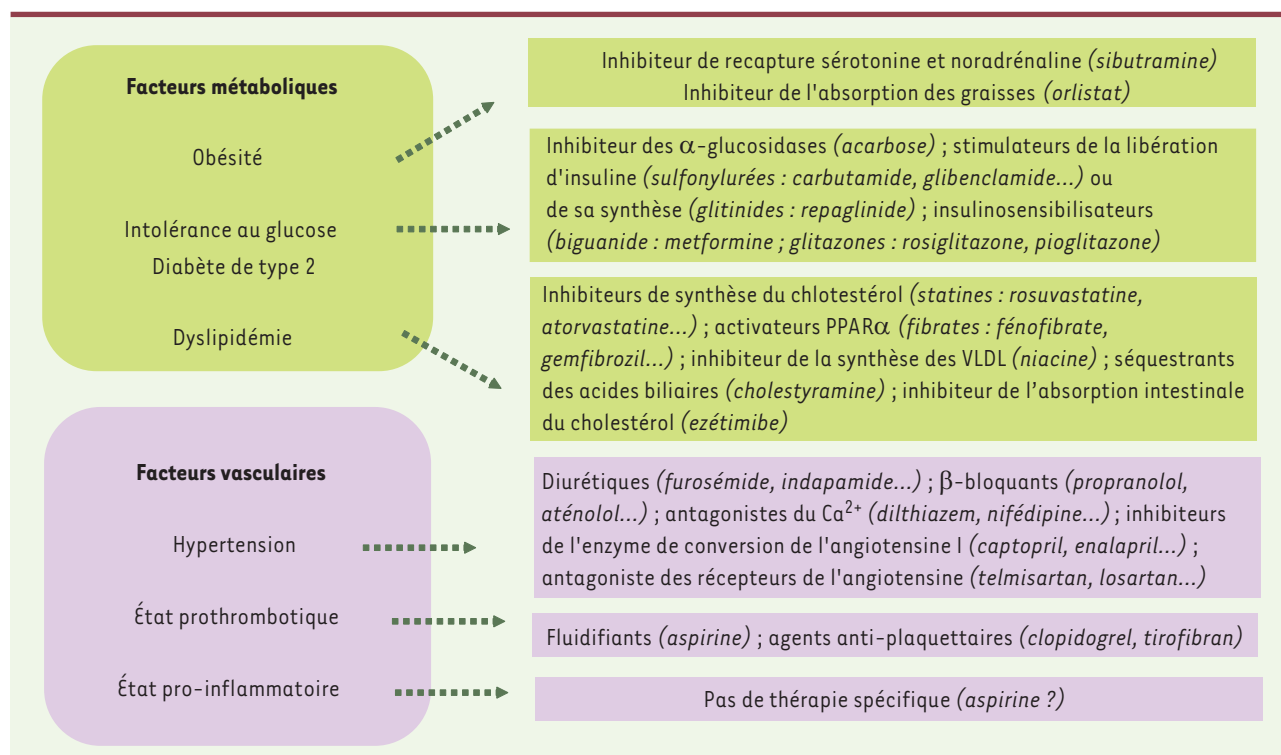 Facteurs métaboliques
Obésité
Intolérance au glucose
Diabète de type 2
Dyslipidémie
Inhibiteur de recapture sérotonine et noradrénaline (sibutramine)
Inhibiteur de l'absorption des graisses (orlistat)
Inhibiteur des α-glucosidases (acarbose) ; stimulateurs de la libération
d'insuline (sulfonylurées : carbutamide, glibenclamide...) ou
de sa synthèse (glitinides : repaglinide) ; insulinosensibilisateurs
(biguanide : metformine ; glitazones : rosiglitazone, pioglitazone)
Inhibiteurs de synthèse du chlotestérol (statines : rosuvastatine,
atorvastatine...) ; activateurs PPARα (fibrates : fénofibrate,
gemfibrozil...) ; inhibiteur de la synthèse des VLDL (niacine) ; séquestrants
des acides biliaires (cholestyramine) ; inhibiteur de l’absorption intestinale
du cholestérol (ezétimibe)
Facteurs vasculaires
Hypertension
État prothrombotique
État pro-inflammatoire
Diurétiques (furosémide, indapamide...) ; β-bloquants (propranolol,
aténolol...) ; antagonistes du Ca²⁺ (dilthiazem, nifédipine...) ; inhibiteurs
de l'enzyme de conversion de l'angiotensine I (captopril, enalapril...) ;
antagoniste des récepteurs de l'angiotensine (telmisartan, losartan...)
Fluidifiants (aspirine) ; agents anti-plaquettaires (clopidogrel, tirofibran)
Pas de thérapie spécifique (aspirine ?)